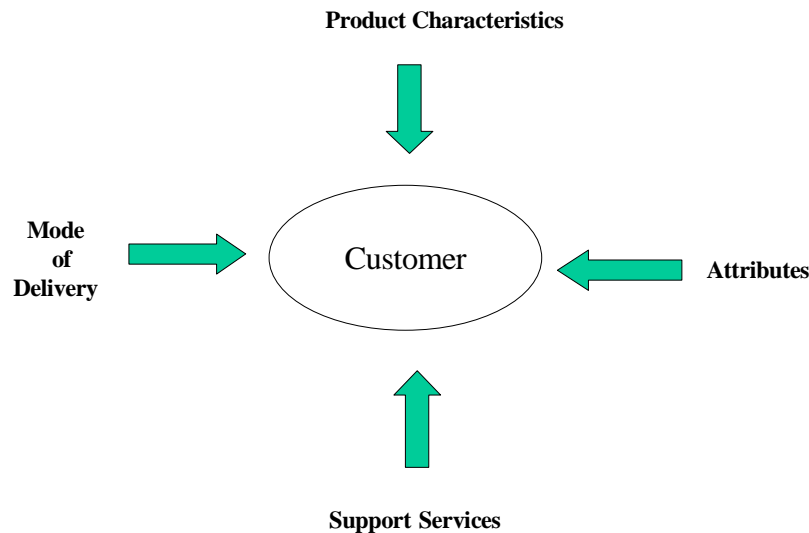 Product Characteristics
Mode
of
Delivery
Customer
Attributes
Support Services